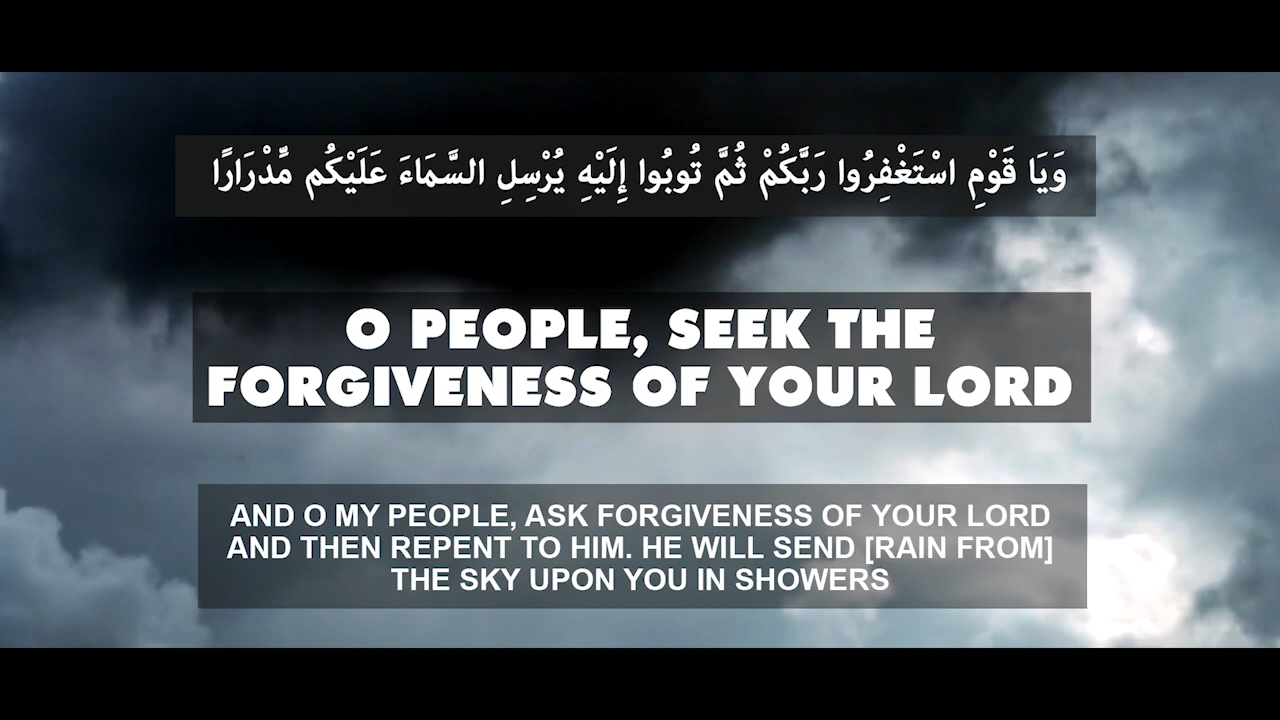 وَيَا قَوْمِ اسْتَغْفِرُوا رَبَّكُمْ ثُمَّ تُوبُوا إِلَيْهِ يُرْسِلِ السَّمَاءَ عَلَيْكُم مِّدْرَارًا
O PEOPLE, SEEK THE
FORGIVENESS OF YOUR LORD
AND O MY PEOPLE, ASK FORGIVENESS OF YOUR LORD
AND THEN REPENT TO HIM. HE WILL SEND [RAIN FROM]
THE SKY UPON YOU IN SHOWERS